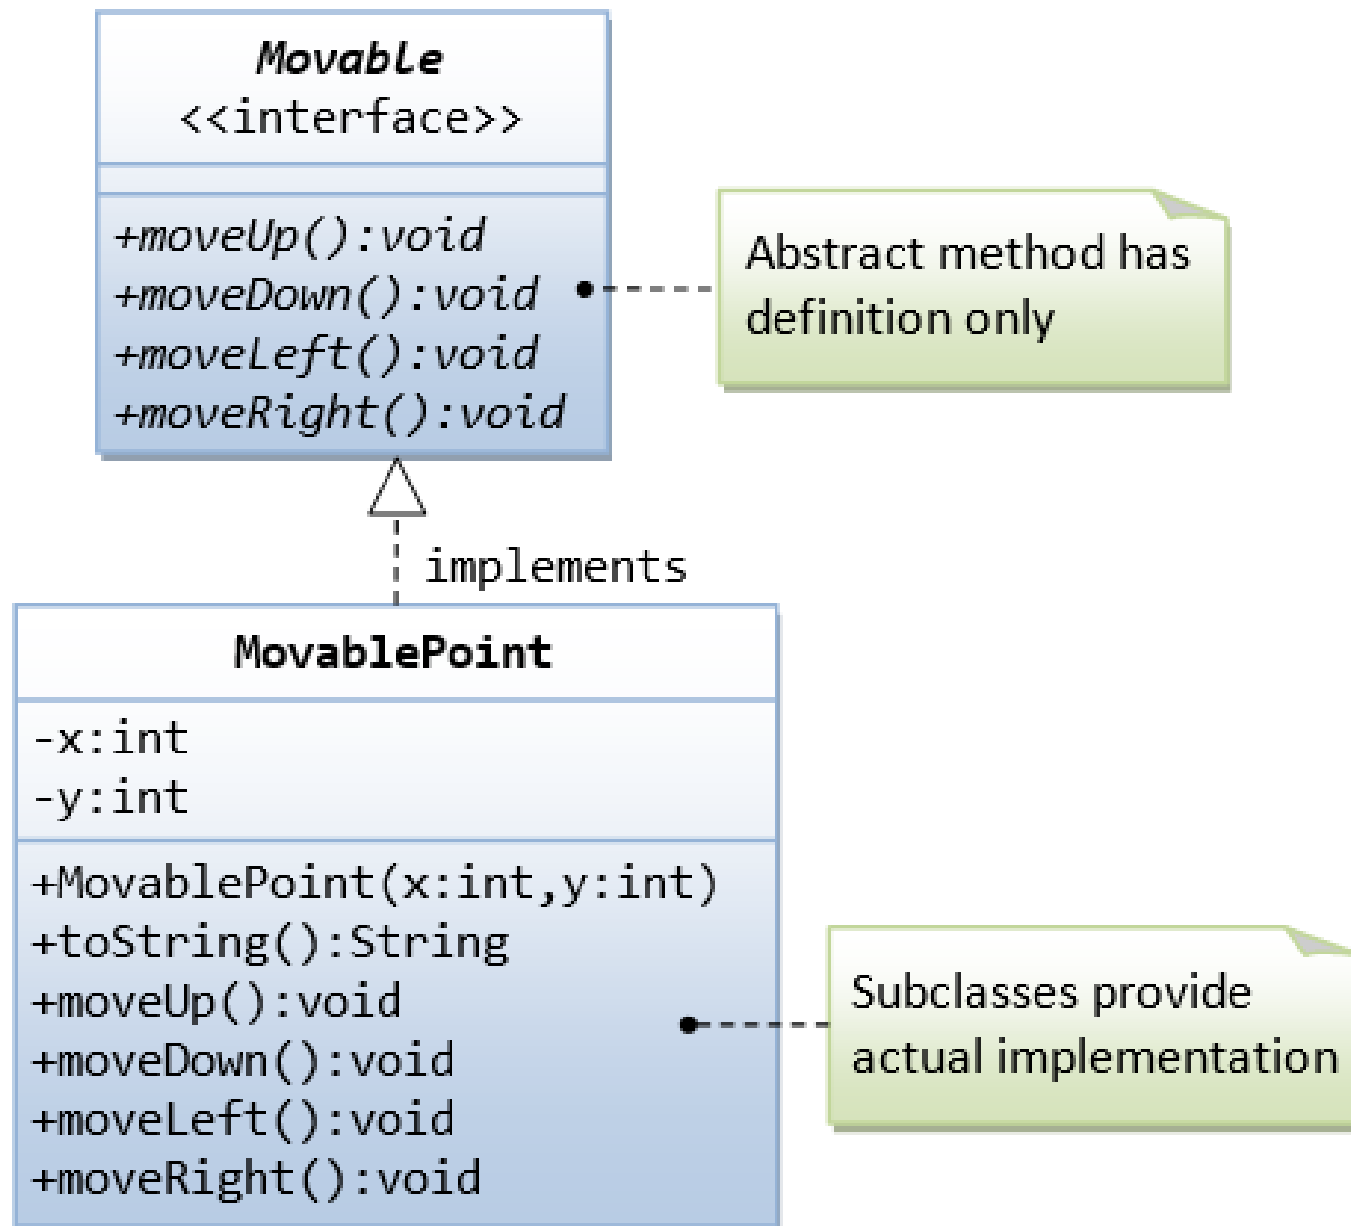 Movable
<<interface>>
+moveUp():void
+moveDown():void
+moveLeft():void
+moveRight():void
Abstract method has
definition only
implements
MovablePoint
-x:int
-y:int
+MovablePoint(x:int,y:int)
+toString():String
+moveUp():void
+moveDown():void
+moveLeft():void
+moveRight():void
Subclasses provide
actual implementation